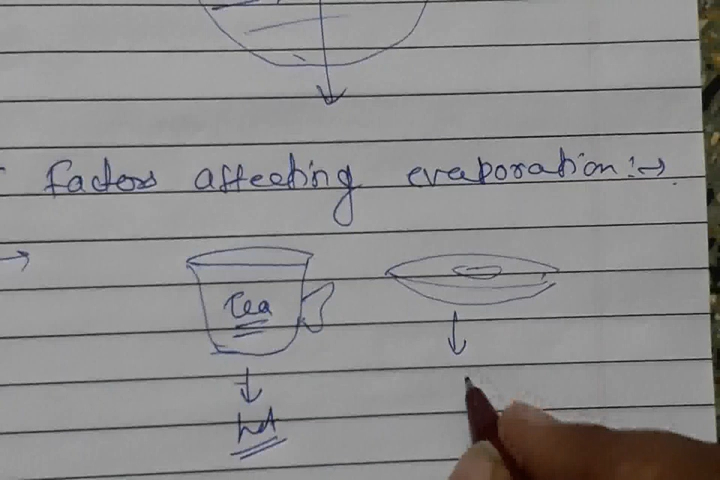 Factors affecting evaporation :→
→
Tea
hot